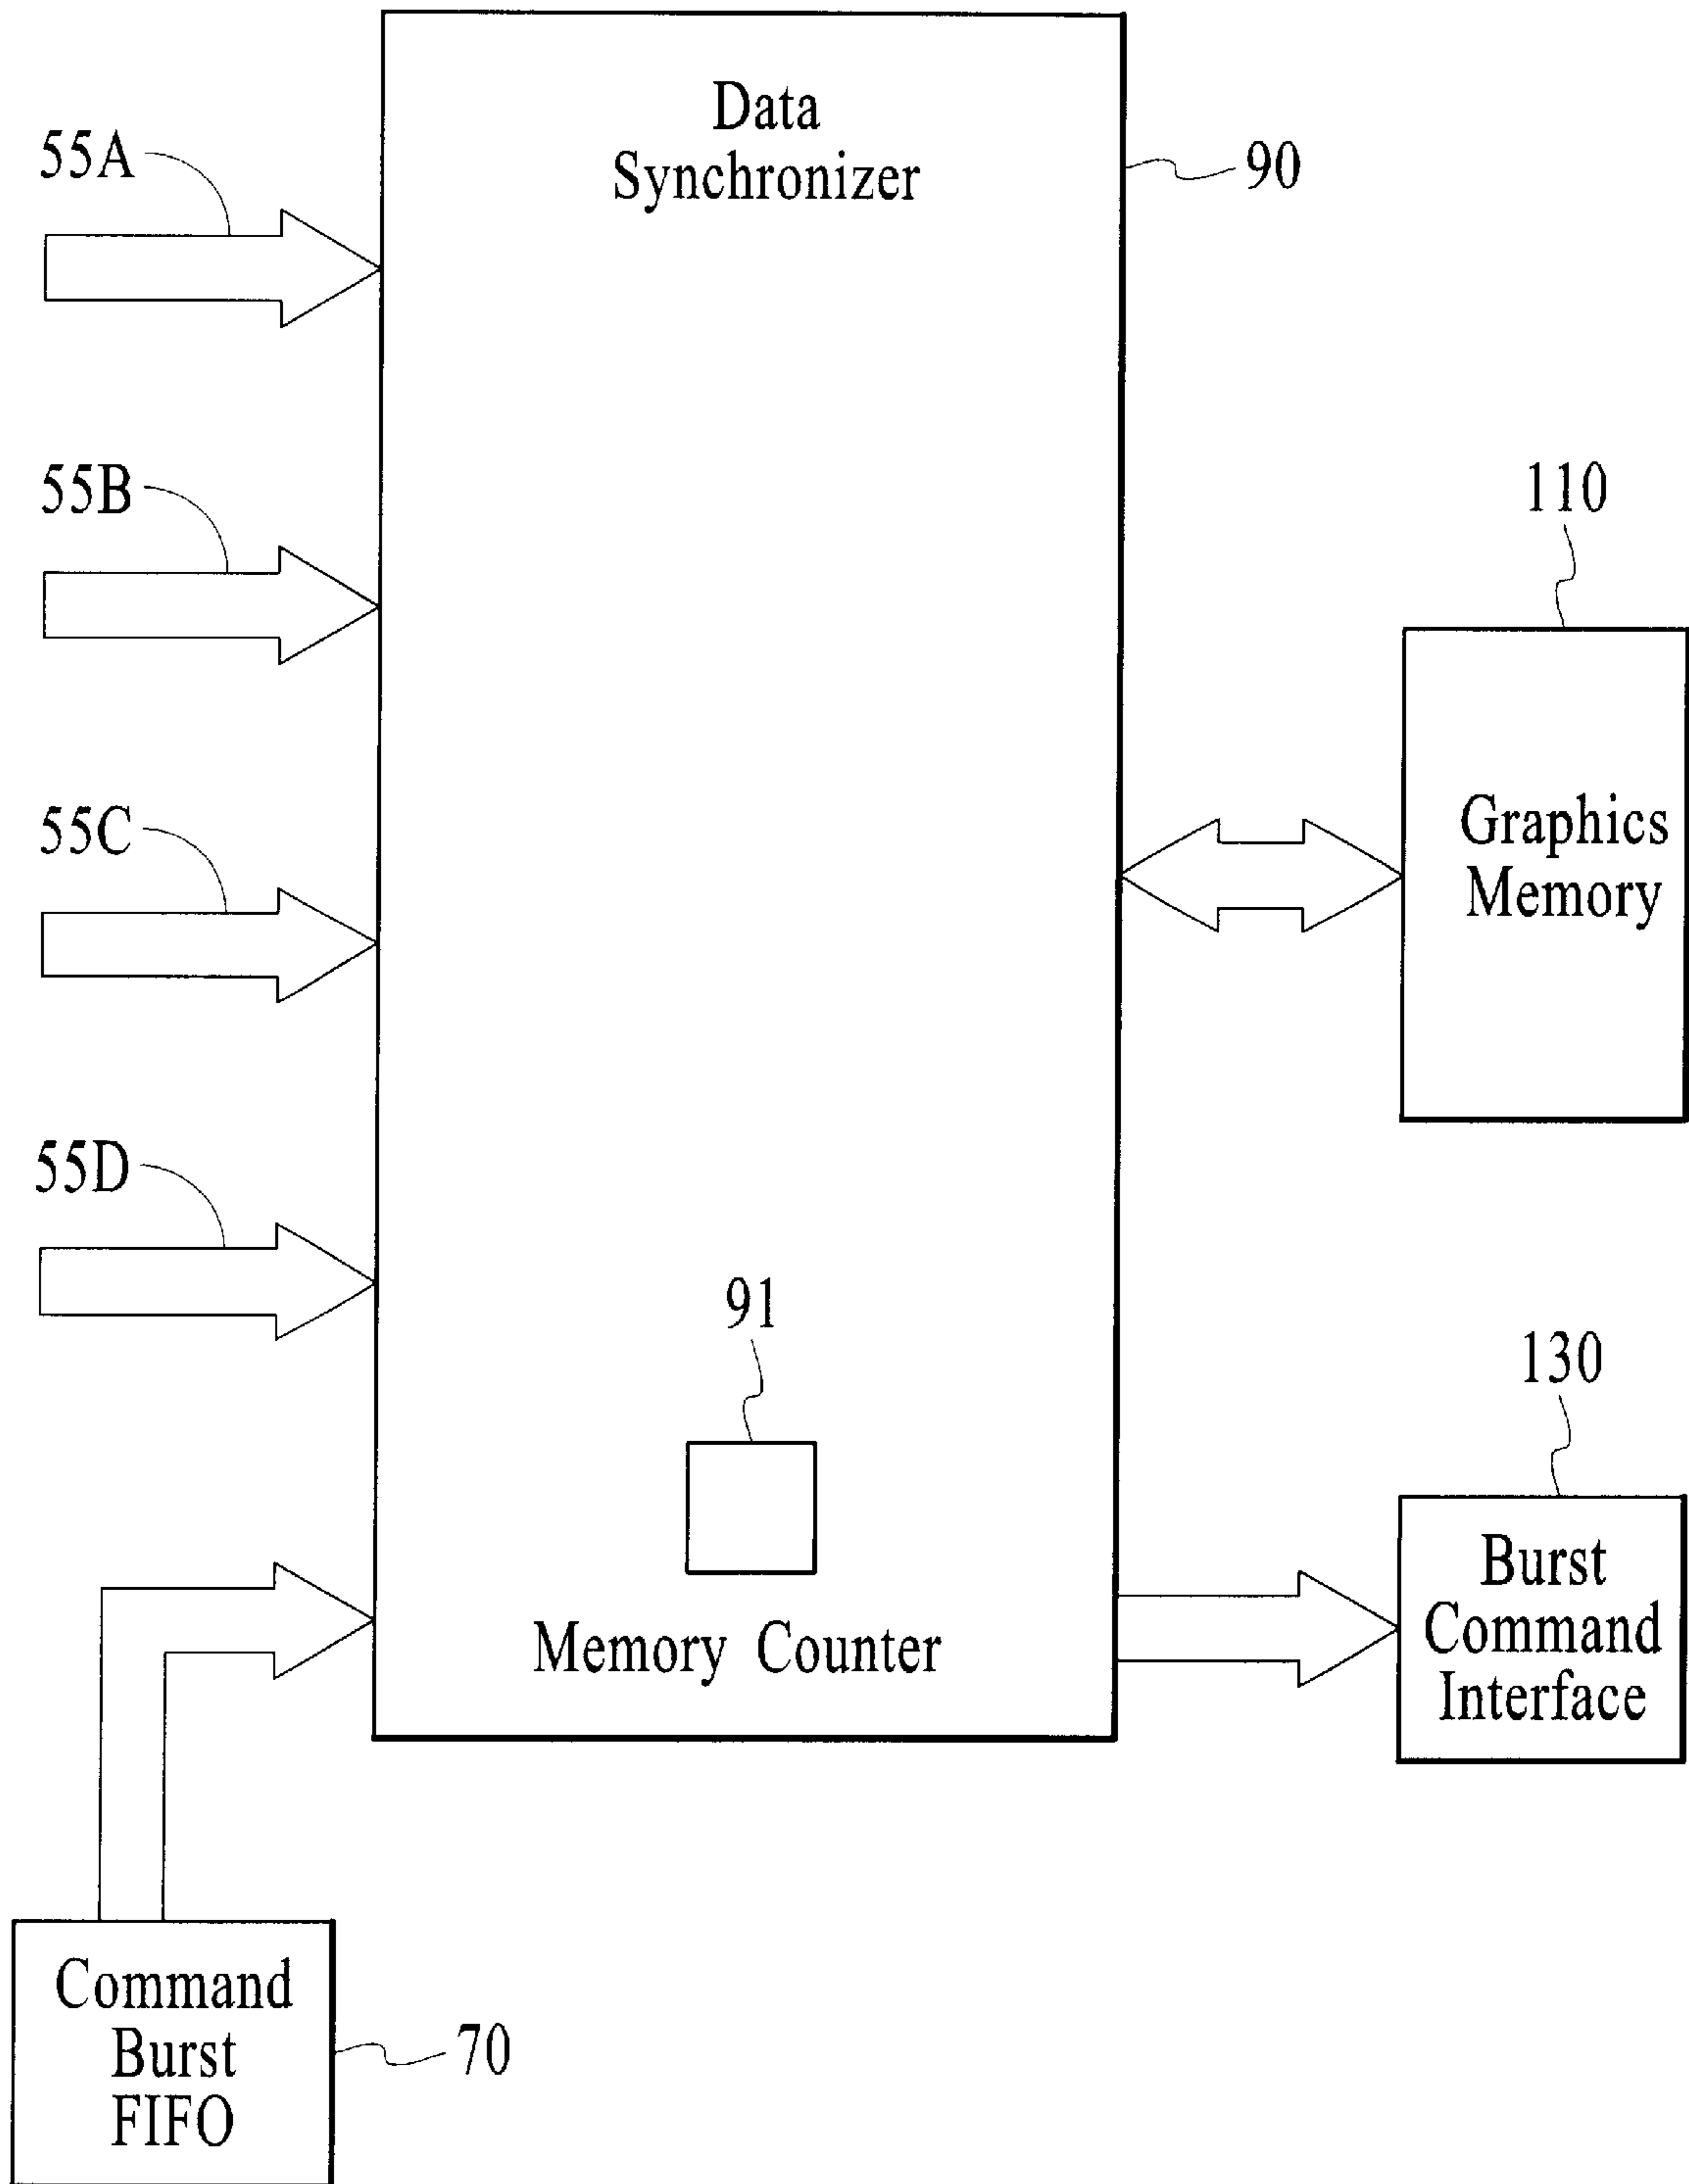 Data
Synchronizer
90
55A
55B
55C
55D
110
Graphics
Memory
91
Memory Counter
130
Burst
Command
Interface
Command
Burst
FIFO
70